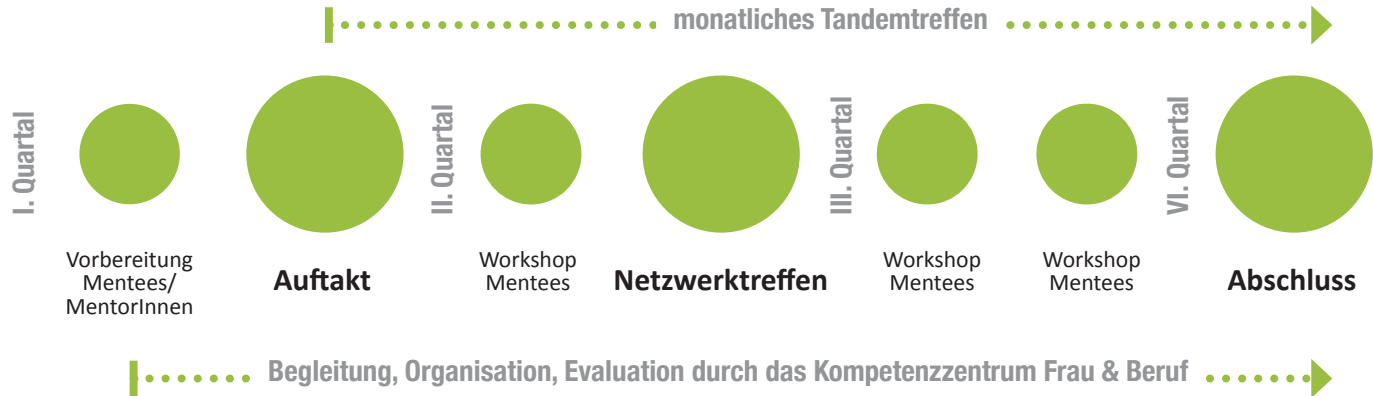 monatliches Tandemtreffen
I. Quartal
II. Quartal
III. Quartal
VI. Quartal
Vorbereitung
Mentees/
MentorInnen
Auftakt
Workshop
Mentees
Netzwerktreffen
Workshop
Mentees
Workshop
Mentees
Abschluss
Begleitung, Organisation, Evaluation durch das Kompetenzzentrum Frau & Beruf